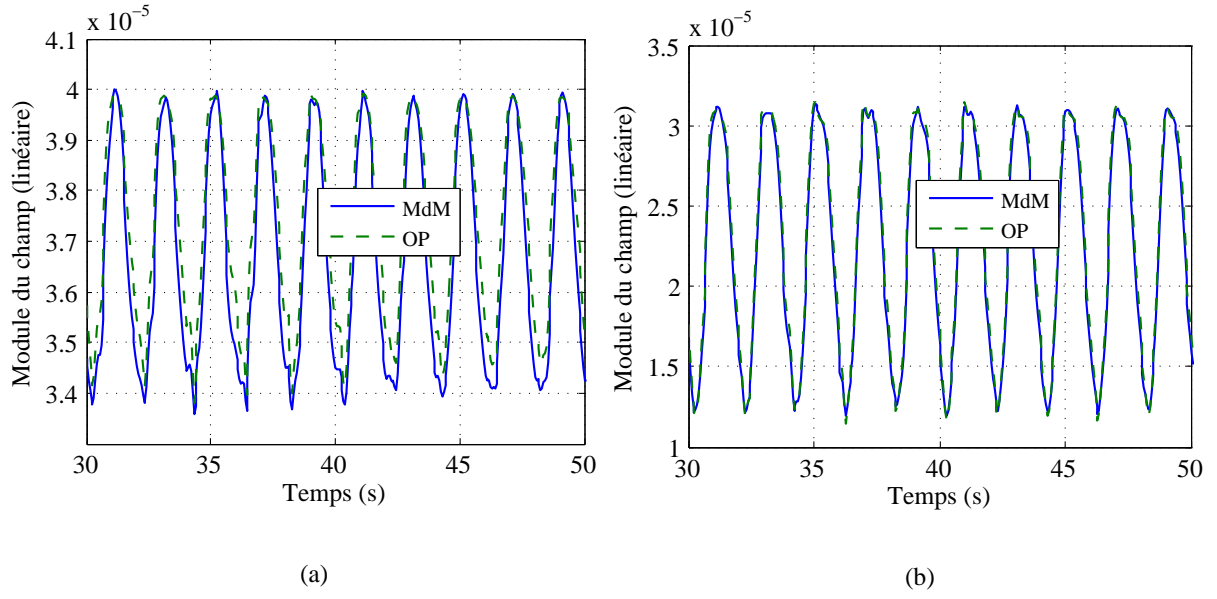 x 10⁻⁵
4.1
4
3.9
3.8
3.7
3.6
3.5
3.4
30
35
40
45
50
Module du champ (linéaire)
Temps (s)
MdM
OP
(a)
x 10⁻⁵
3.5
3
2.5
2
1.5
1
30
35
40
45
50
Module du champ (linéaire)
Temps (s)
MdM
OP
(b)